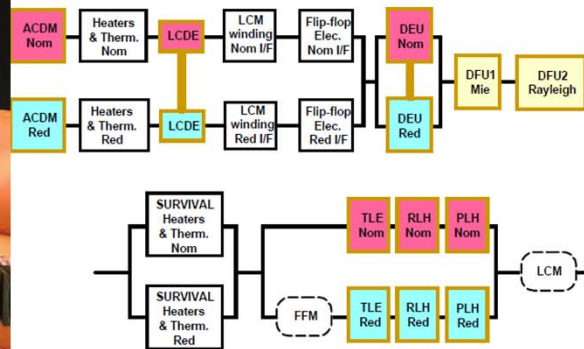 ACDM
Nom
Heaters
& Therm.
Nom
LCDE
LCM
winding
Nom I/F
Flip-flop
Elec.
Nom I/F
DEU
Nom
DFU1
Mie
DFU2
Rayleigh
ACDM
Red
Heaters
& Therm.
Red
LCDE
LCM
winding
Red I/F
Flip-flop
Elec.
Red I/F
DEU
Red
SURVIVAL
Heaters
& Therm.
Nom
TLE
Nom
RLH
Nom
PLH
Nom
LCM
SURVIVAL
Heaters
& Therm.
Red
FFM
TLE
Red
RLH
Red
PLH
Red